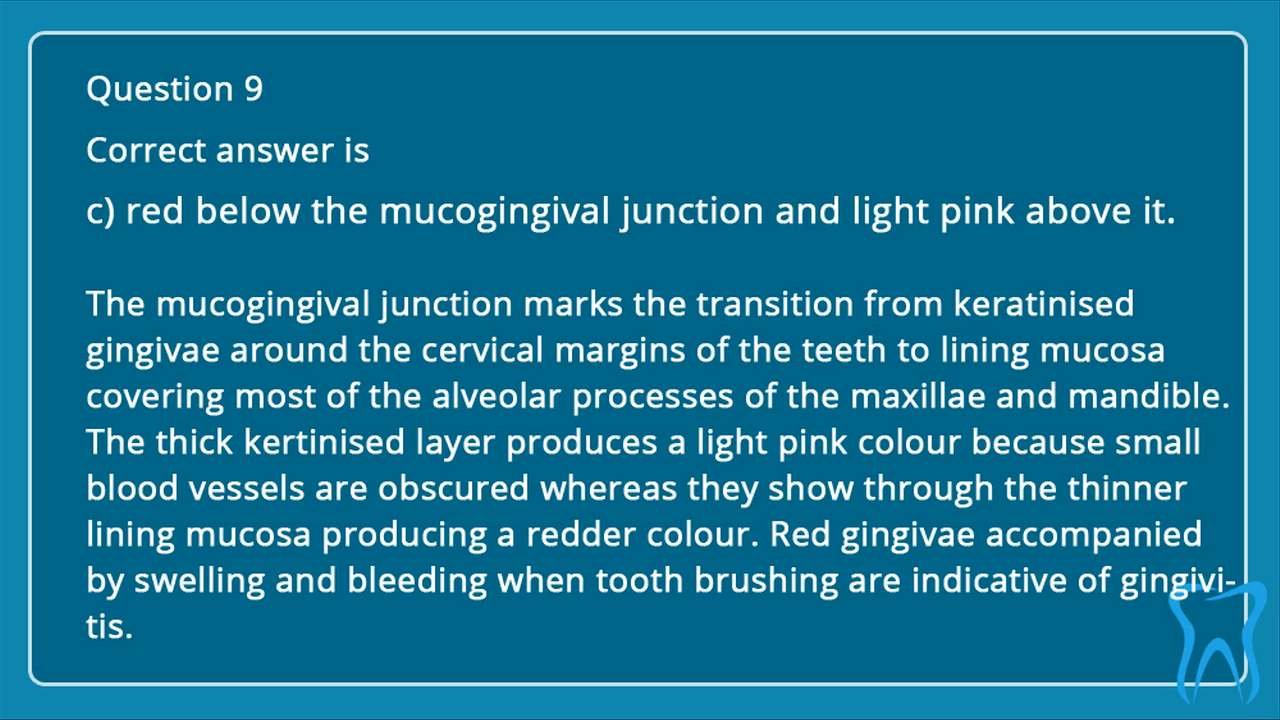 Question 9
Correct answer is
c) red below the mucogingival junction and light pink above it.
The mucogingival junction marks the transition from keratinised
gingivae around the cervical margins of the teeth to lining mucosa
covering most of the alveolar processes of the maxillae and mandible.
The thick kertinised layer produces a light pink colour because small
blood vessels are obscured whereas they show through the thinner
lining mucosa producing a redder colour. Red gingivae accompanied
by swelling and bleeding when tooth brushing are indicative of gingivi-
tis.